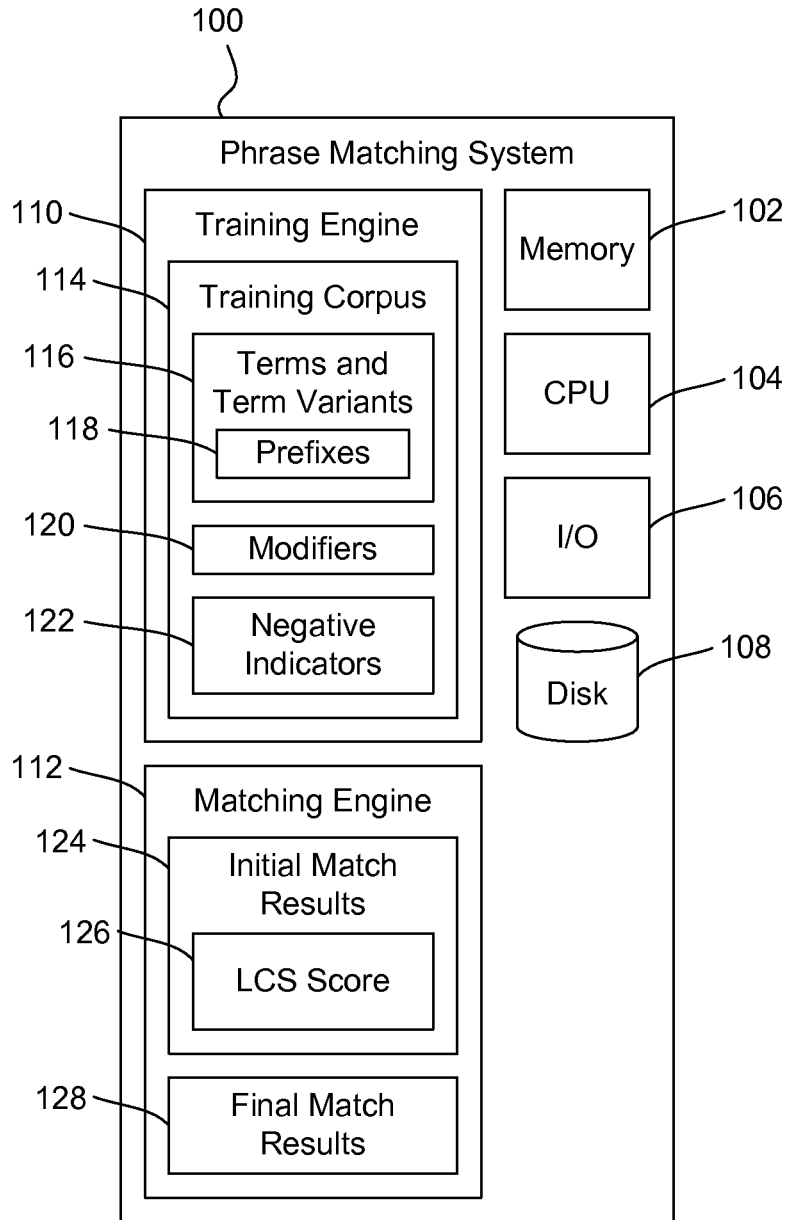 100
Phrase Matching System
110
Training Engine
102
Memory
114
Training Corpus
116
Terms and
Term Variants
104
CPU
118
Prefixes
106
I/O
120
Modifiers
122
Negative
Indicators
108
Disk
112
Matching Engine
124
Initial Match
Results
126
LCS Score
128
Final Match
Results